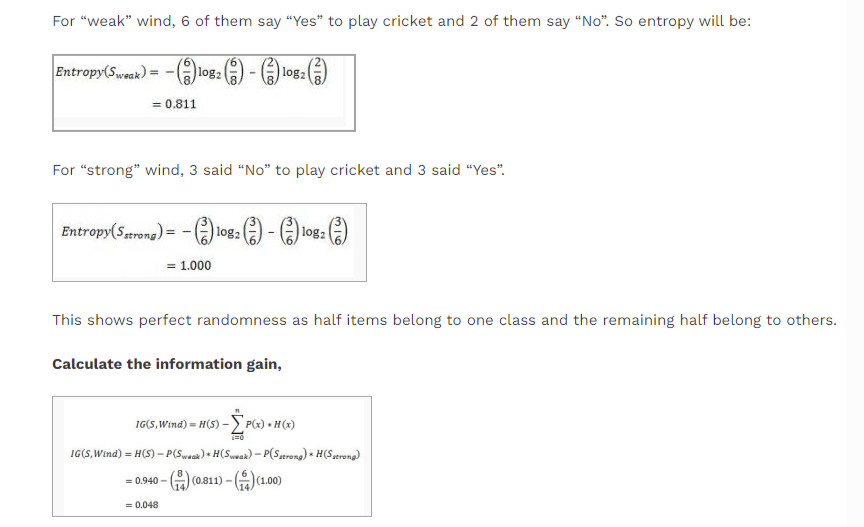 For “weak” wind, 6 of them say “Yes” to play cricket and 2 of them say “No”. So entropy will be:
Entropy(S_weak) = −(6/8)log₂(6/8) - (2/8)log₂(2/8)
= 0.811
For “strong” wind, 3 said “No” to play cricket and 3 said “Yes”.
Entropy(S_strong) = −(3/6)log₂(3/6) - (3/6)log₂(3/6)
= 1.000
This shows perfect randomness as half items belong to one class and the remaining half belong to others.
Calculate the information gain,
IG(S,Wind) = H(S) − ∑_{i=0}^{n} P(x) * H(x)
IG(S,Wind) = H(S) − P(S_weak) * H(S_weak) − P(S_strong) * H(S_strong)
= 0.940 − (8/14)(0.811) − (6/14)(1.00)
= 0.048